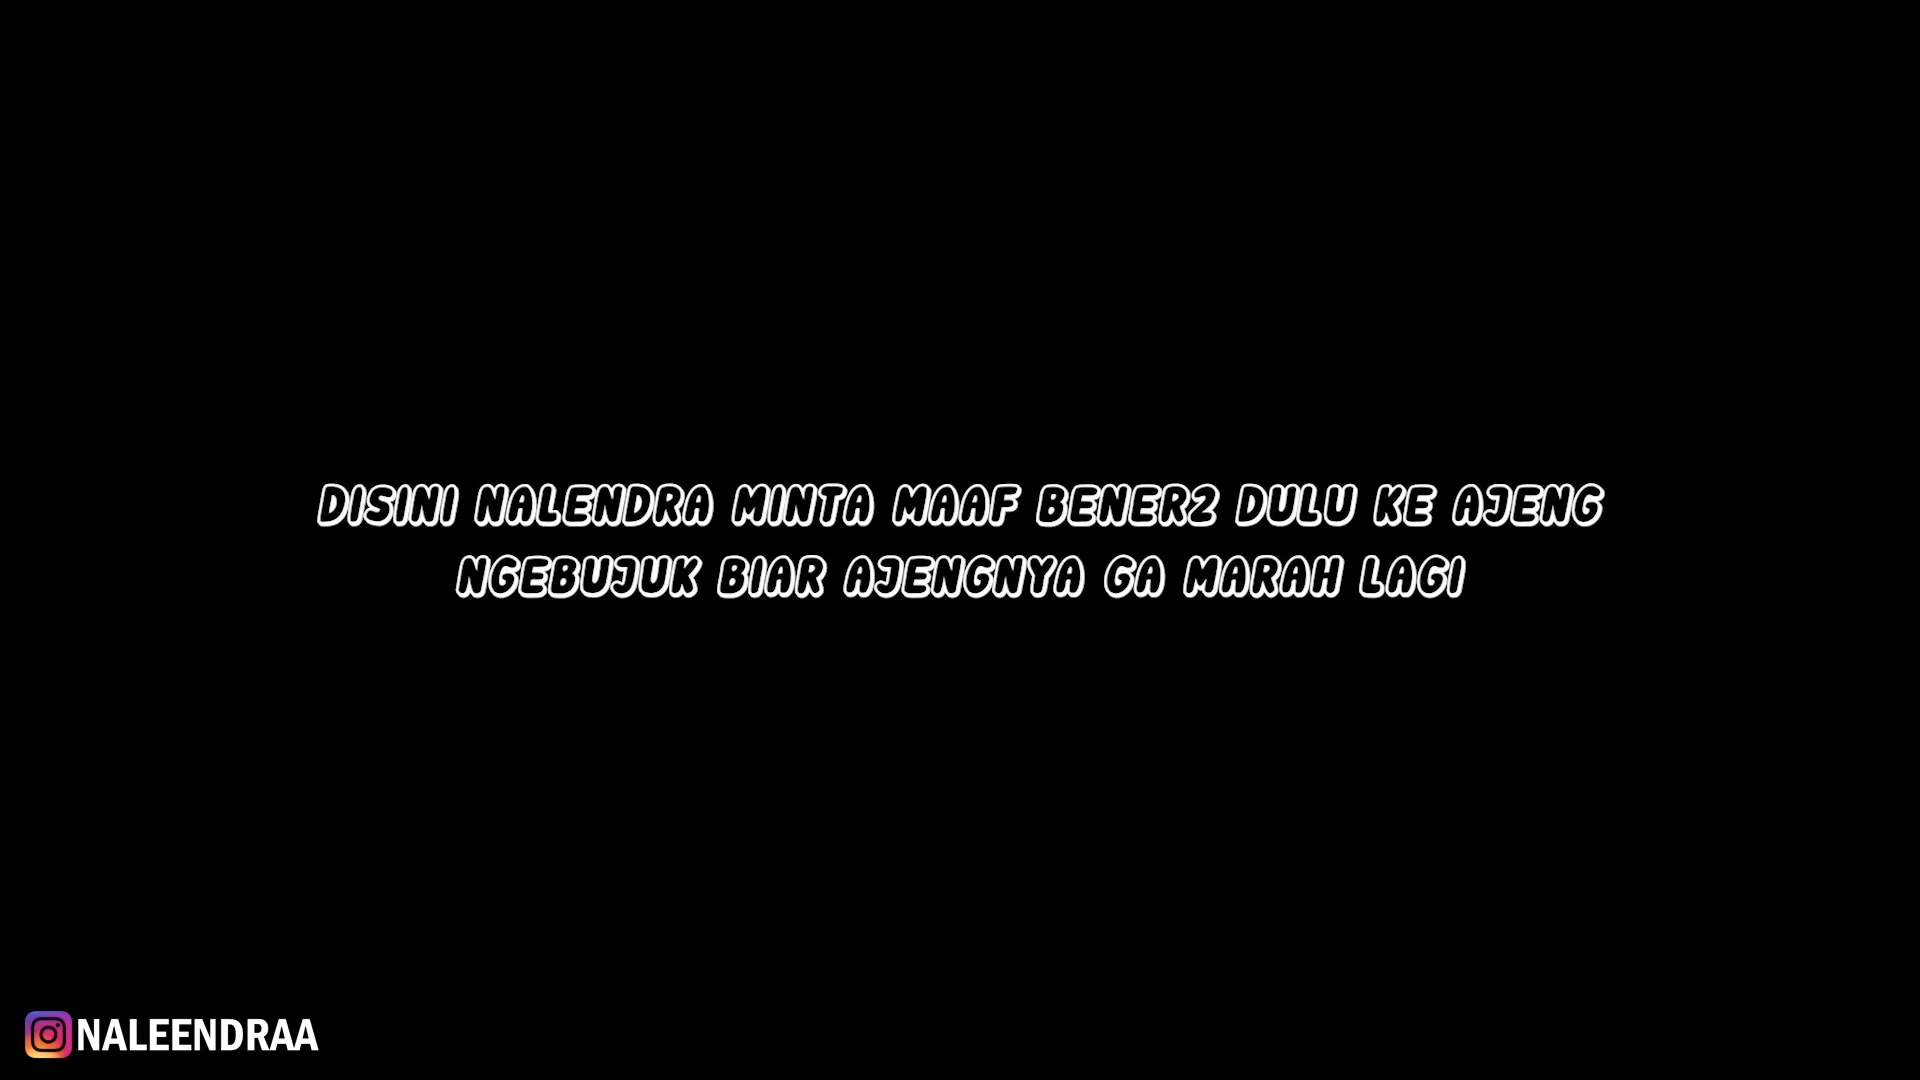 DISINI NALENDRA MINTA MAAF BENER2 DULU KE AJENG
NGEBUJUK BIAR AJENGNYA GA MARAH LAGI
NALEENDRAA